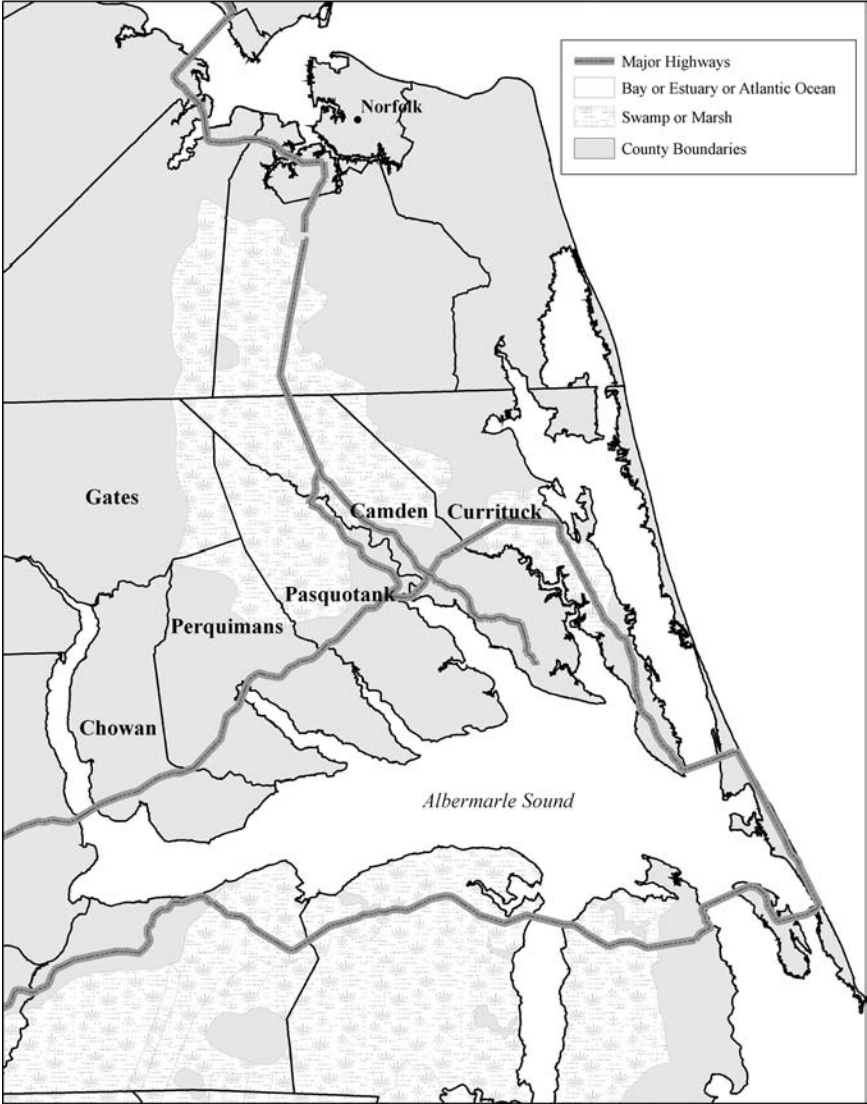 Major Highways
Bay or Estuary or Atlantic Ocean
Swamp or Marsh
County Boundaries
Norfolk
Gates
Camden
Currituck
Pasquotank
Perquimans
Chowan
Albermarle Sound